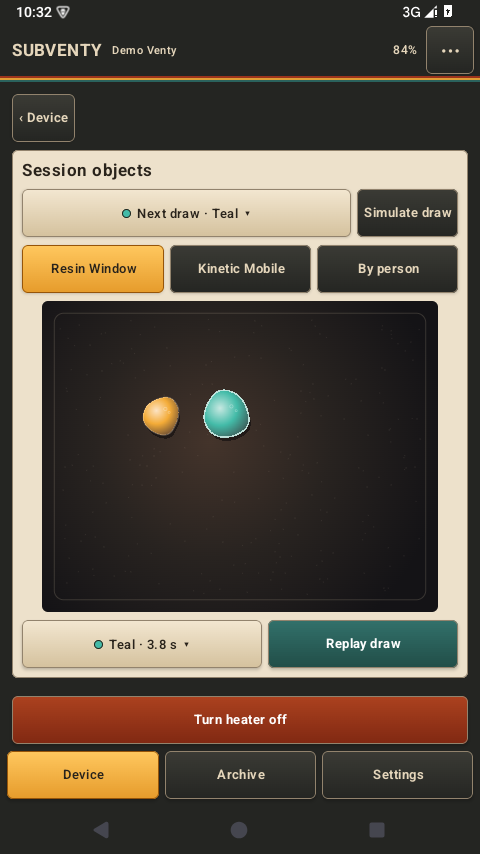 10:32
3G
SUBVENTY
Demo Venty
84%
...
‹ Device
Session objects
Next draw · Teal ▾
Simulate draw
Resin Window
Kinetic Mobile
By person
Teal · 3.8 s ▾
Replay draw
Turn heater off
Device
Archive
Settings